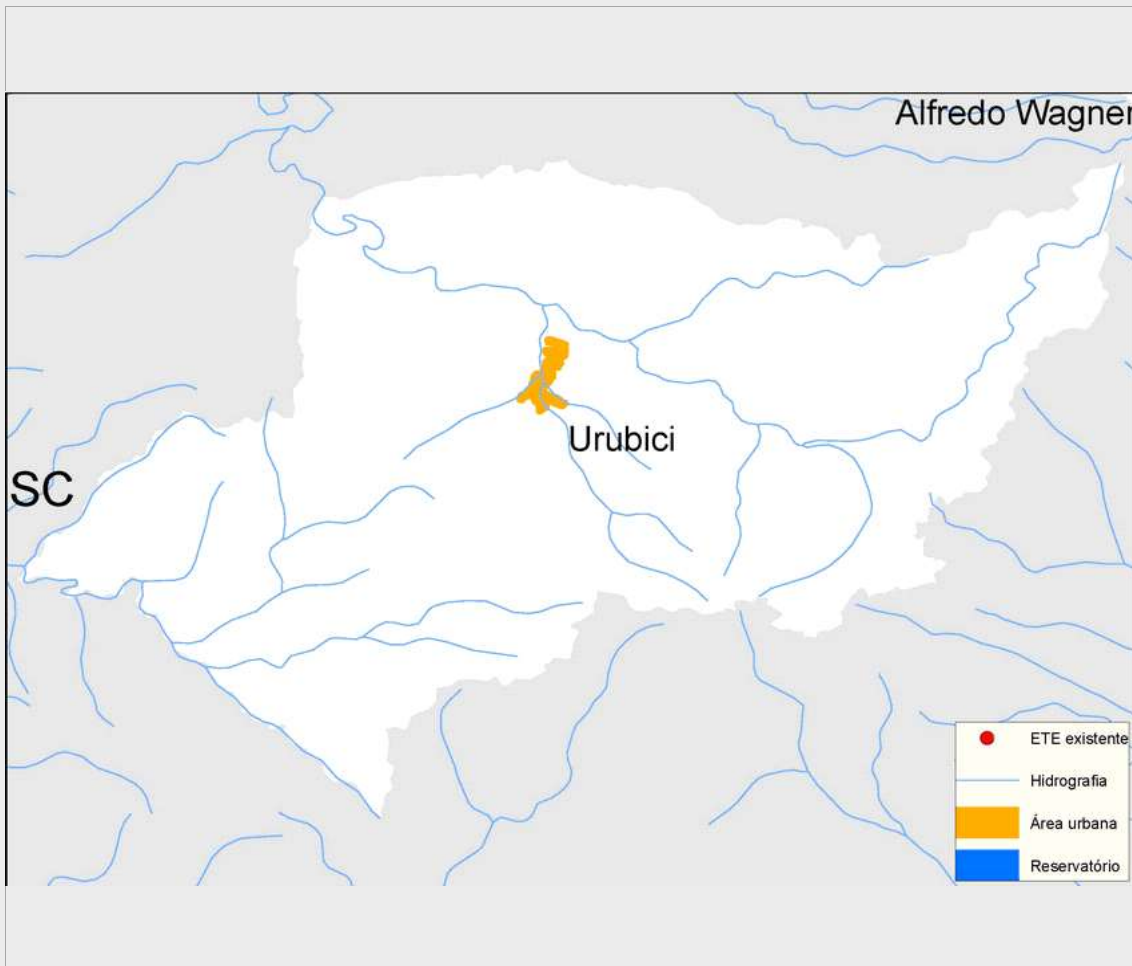 Alfredo Wagner
Urubici
SC
ETE existente
Hidrografia
Área urbana
Reservatório